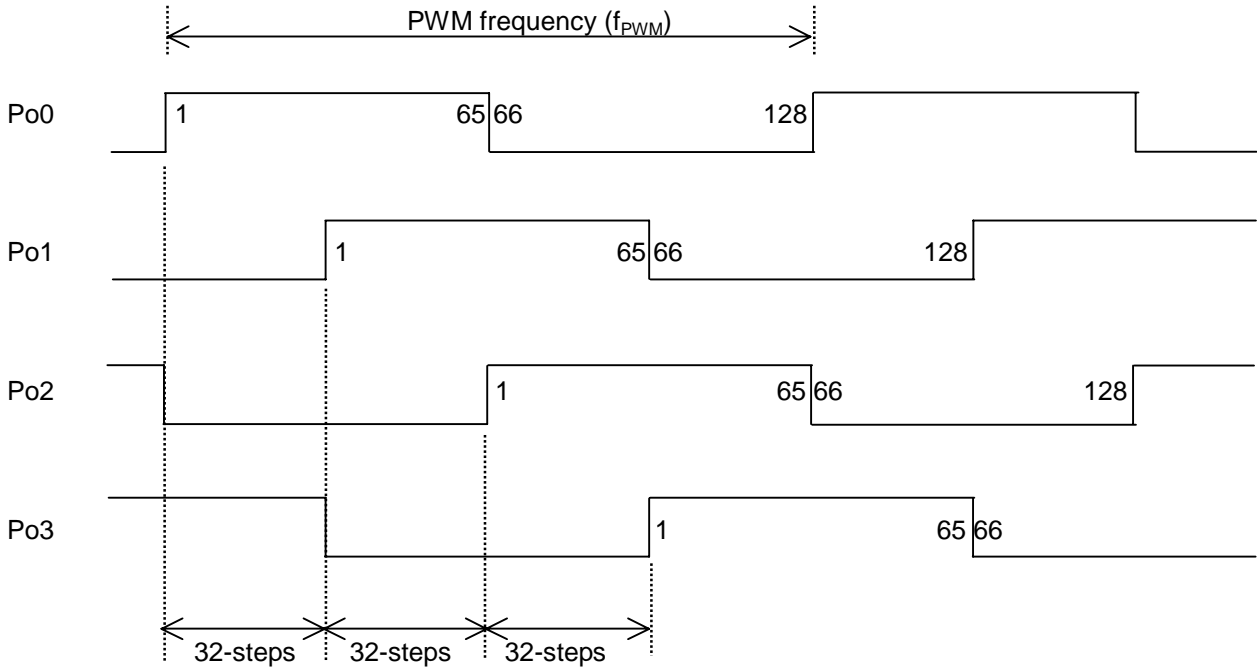 PWM frequency (fPWM)
Po0 1 65 66 128
Po1 1 65 66 128
Po2 1 65 66 128
Po3 1 65 66
32-steps 32-steps 32-steps